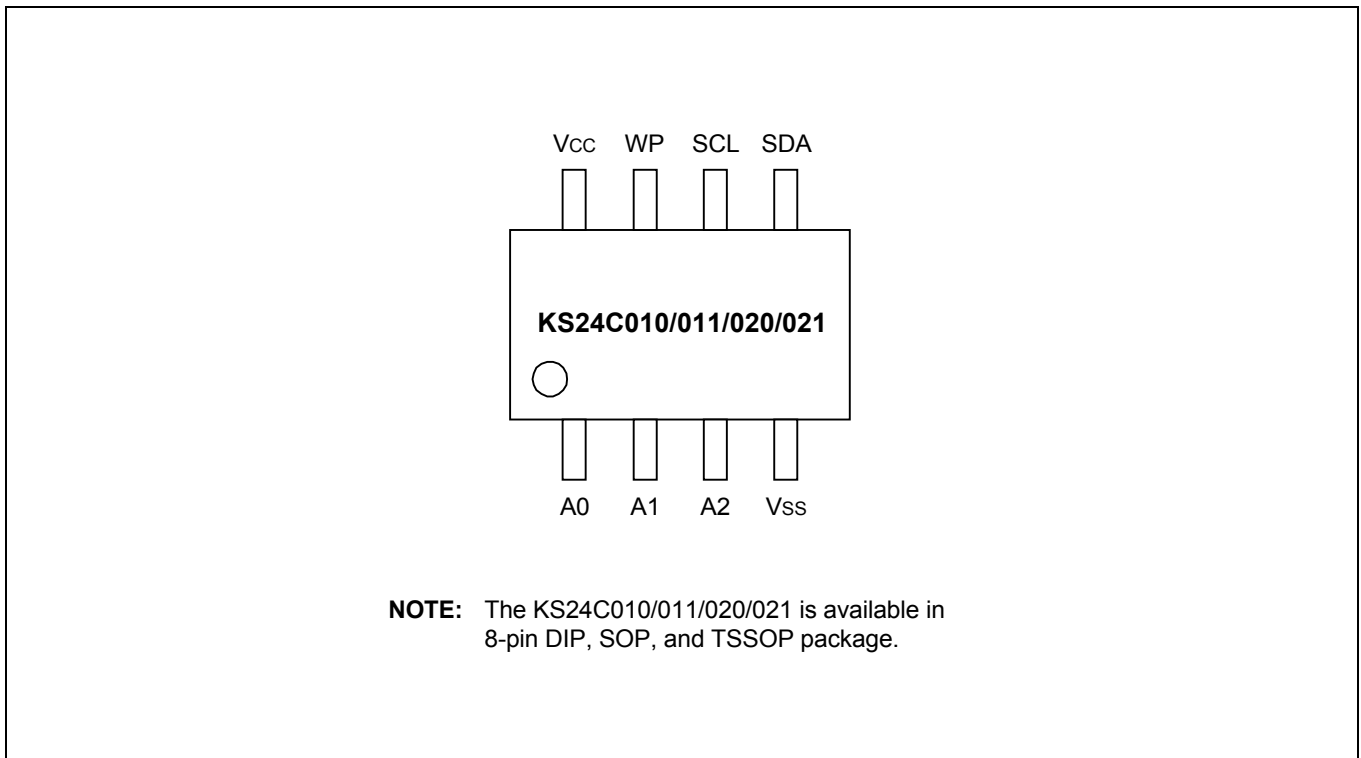 Vcc WP SCL SDA
KS24C010/011/020/021
A0 A1 A2 Vss
NOTE: The KS24C010/011/020/021 is available in
8-pin DIP, SOP, and TSSOP package.